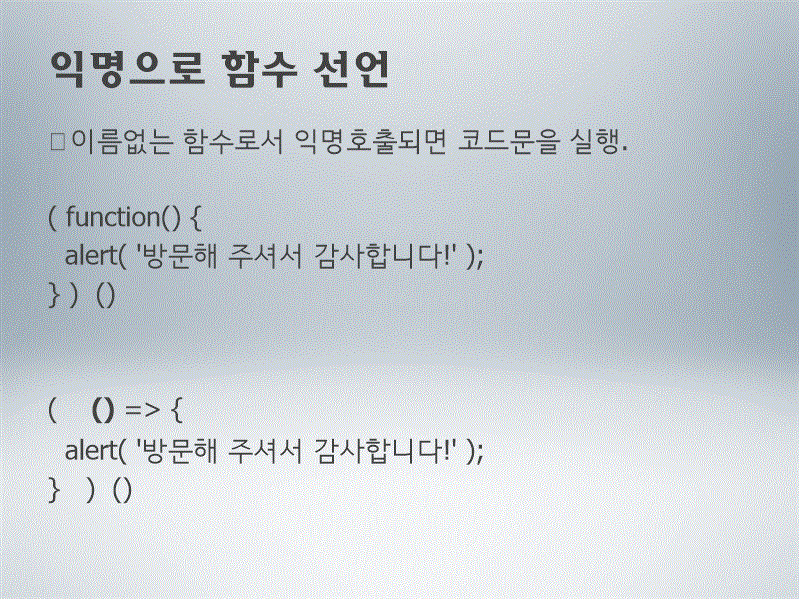 익명으로 함수 선언
□이름없는 함수로서 익명호출되면 코드문을 실행.
( function() {
alert( '방문해 주셔서 감사합니다!' );
} ) ()
( () => {
alert( '방문해 주셔서 감사합니다!' );
} ) ()